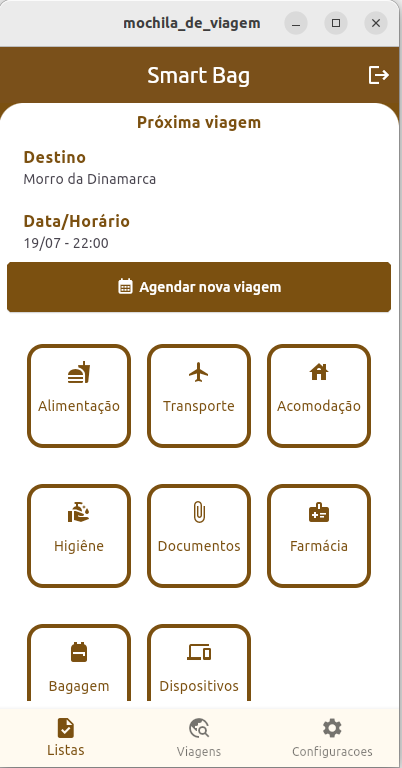 mochila_de_viagem
Smart Bag
Próxima viagem
Destino
Morro da Dinamarca
Data/Horário
19/07 - 22:00
Agendar nova viagem
Alimentação Transporte Acomodação
Higiêne Documentos Farmácia
Bagagem Dispositivos
Listas Viagens Configuracoes